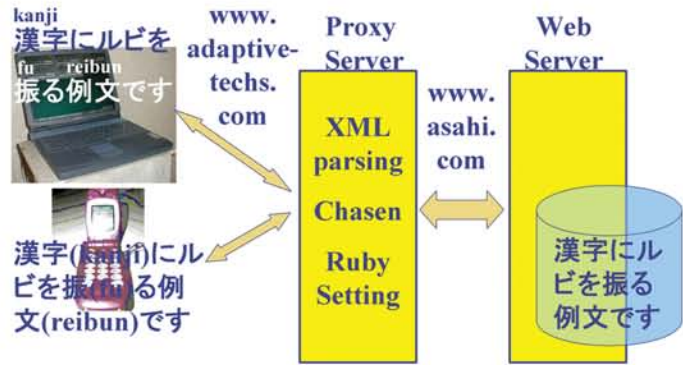 kanji
漢字にルビを
fu reibun
振る例文です
漢字(kanji)にル
ビを振(fu)る例
文(reibun)です
www.
adaptive-
techs.
com
Proxy
Server
XML
parsing
Chasen
Ruby
Setting
www.
asahi.
com
Web
Server
漢字にル
ビを振る
例文です